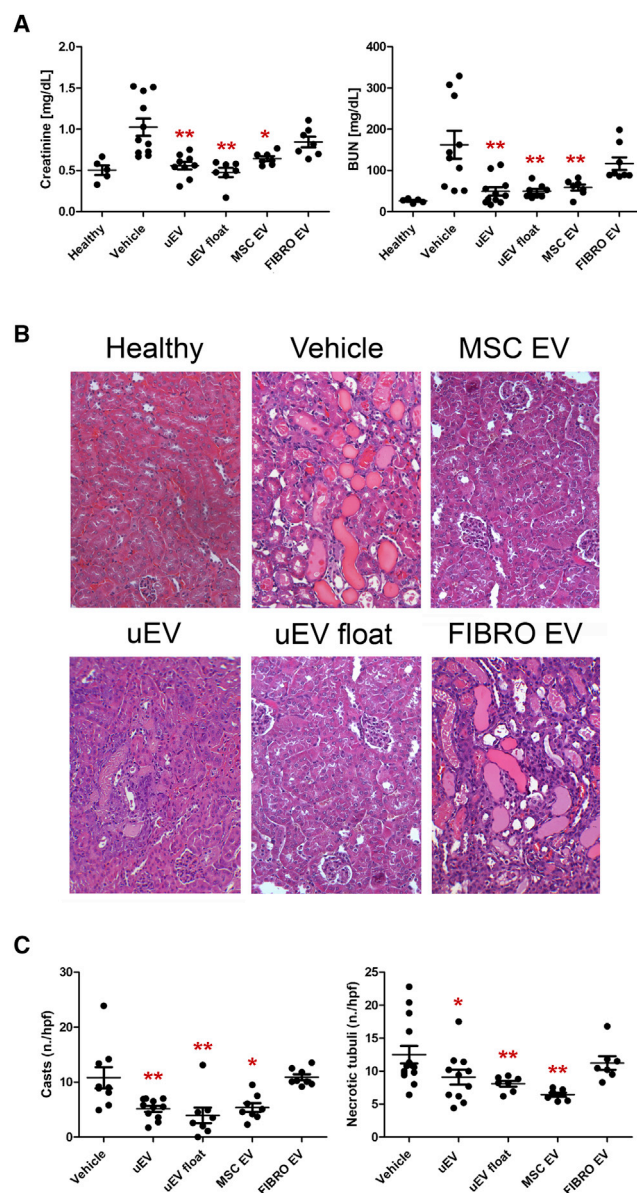 A
Creatinine [mg/dL]
2.0
1.5
1.0
0.5
0.0
** ** *
Healthy
Vehicle
uEV
uEV float
MSC EV
FIBRO EV
BUN [mg/dL]
400
300
200
100
0
** ** **
Healthy
Vehicle
uEV
uEV float
MSC EV
FIBRO EV
B
Healthy Vehicle MSC EV
uEV uEV float FIBRO EV
C
Casts (n./hpf)
30
20
10
0
** ** *
Vehicle
uEV
uEV float
MSC EV
FIBRO EV
Necrotic tubuli (n./hpf)
25
20
15
10
5
0
* ** **
Vehicle
uEV
uEV float
MSC EV
FIBRO EV